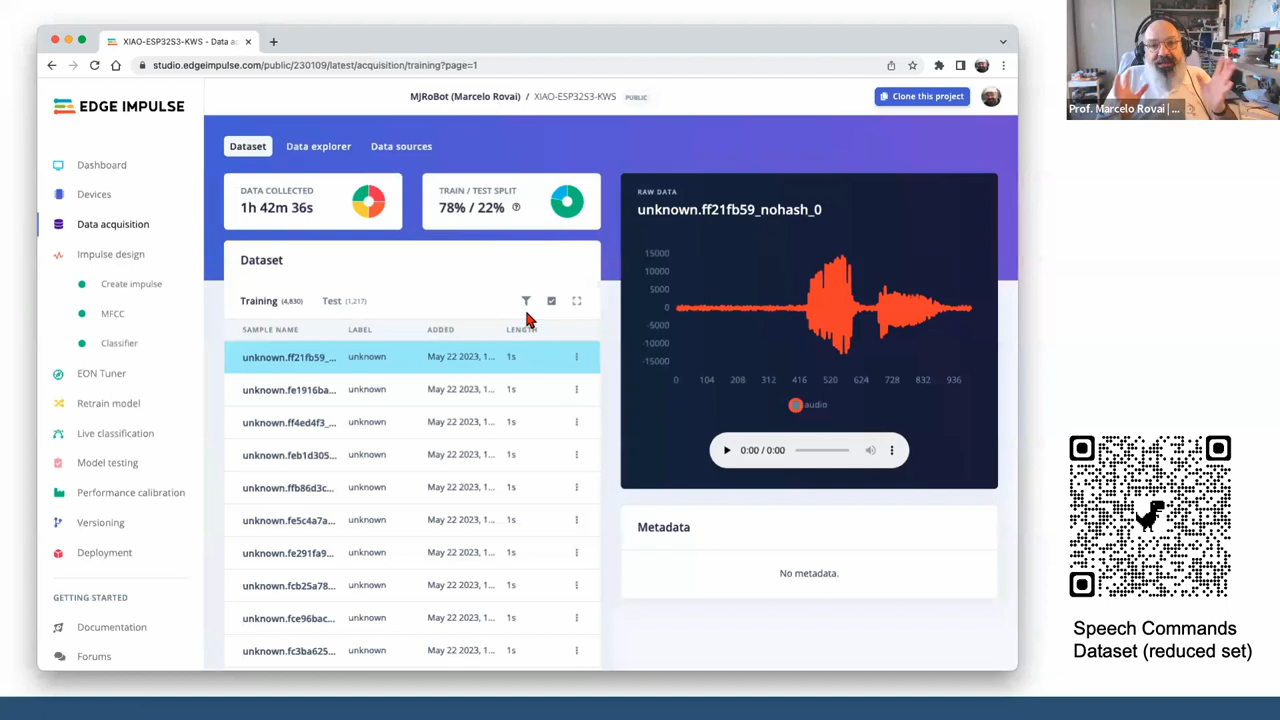 XIAO-ESP32S3-KWS - Data a
studio.edgeimpulse.com/public/230109/latest/acquisition/training?page=1
EDGE IMPULSE
MJRoBot (Marcelo Rovai) / XIAO-ESP32S3-KWS PUBLIC
Clone this project
Prof. Marcelo Rovai | ...
Dashboard
Devices
Data acquisition
Impulse design
Create impulse
MFCC
Classifier
EON Tuner
Retrain model
Live classification
Model testing
Performance calibration
Versioning
Deployment
GETTING STARTED
Documentation
Forums
Dataset Data explorer Data sources
DATA COLLECTED
1h 42m 36s
TRAIN / TEST SPLIT
78% / 22%
Dataset
Training (4,830) Test (1,217)
SAMPLE NAME LABEL ADDED LENGTH
unknown.ff21fb59_... unknown May 22 2023, 1... 1s
unknown.fe1916ba... unknown May 22 2023, 1... 1s
unknown.ff4ed4f3_... unknown May 22 2023, 1... 1s
unknown.feb1d305... unknown May 22 2023, 1... 1s
unknown.ffb86d3c... unknown May 22 2023, 1... 1s
unknown.fe5c4a7a... unknown May 22 2023, 1... 1s
unknown.fe291fa9... unknown May 22 2023, 1... 1s
unknown.fcb25a78... unknown May 22 2023, 1... 1s
unknown.fce96bac... unknown May 22 2023, 1... 1s
unknown.fc3ba625... unknown May 22 2023, 1... 1s
RAW DATA
unknown.ff21fb59_nohash_0
15000
10000
5000
0
-5000
-10000
-15000
0 104 208 312 416 520 624 728 832 936
audio
0:00 / 0:00
Metadata
No metadata.
Speech Commands
Dataset (reduced set)